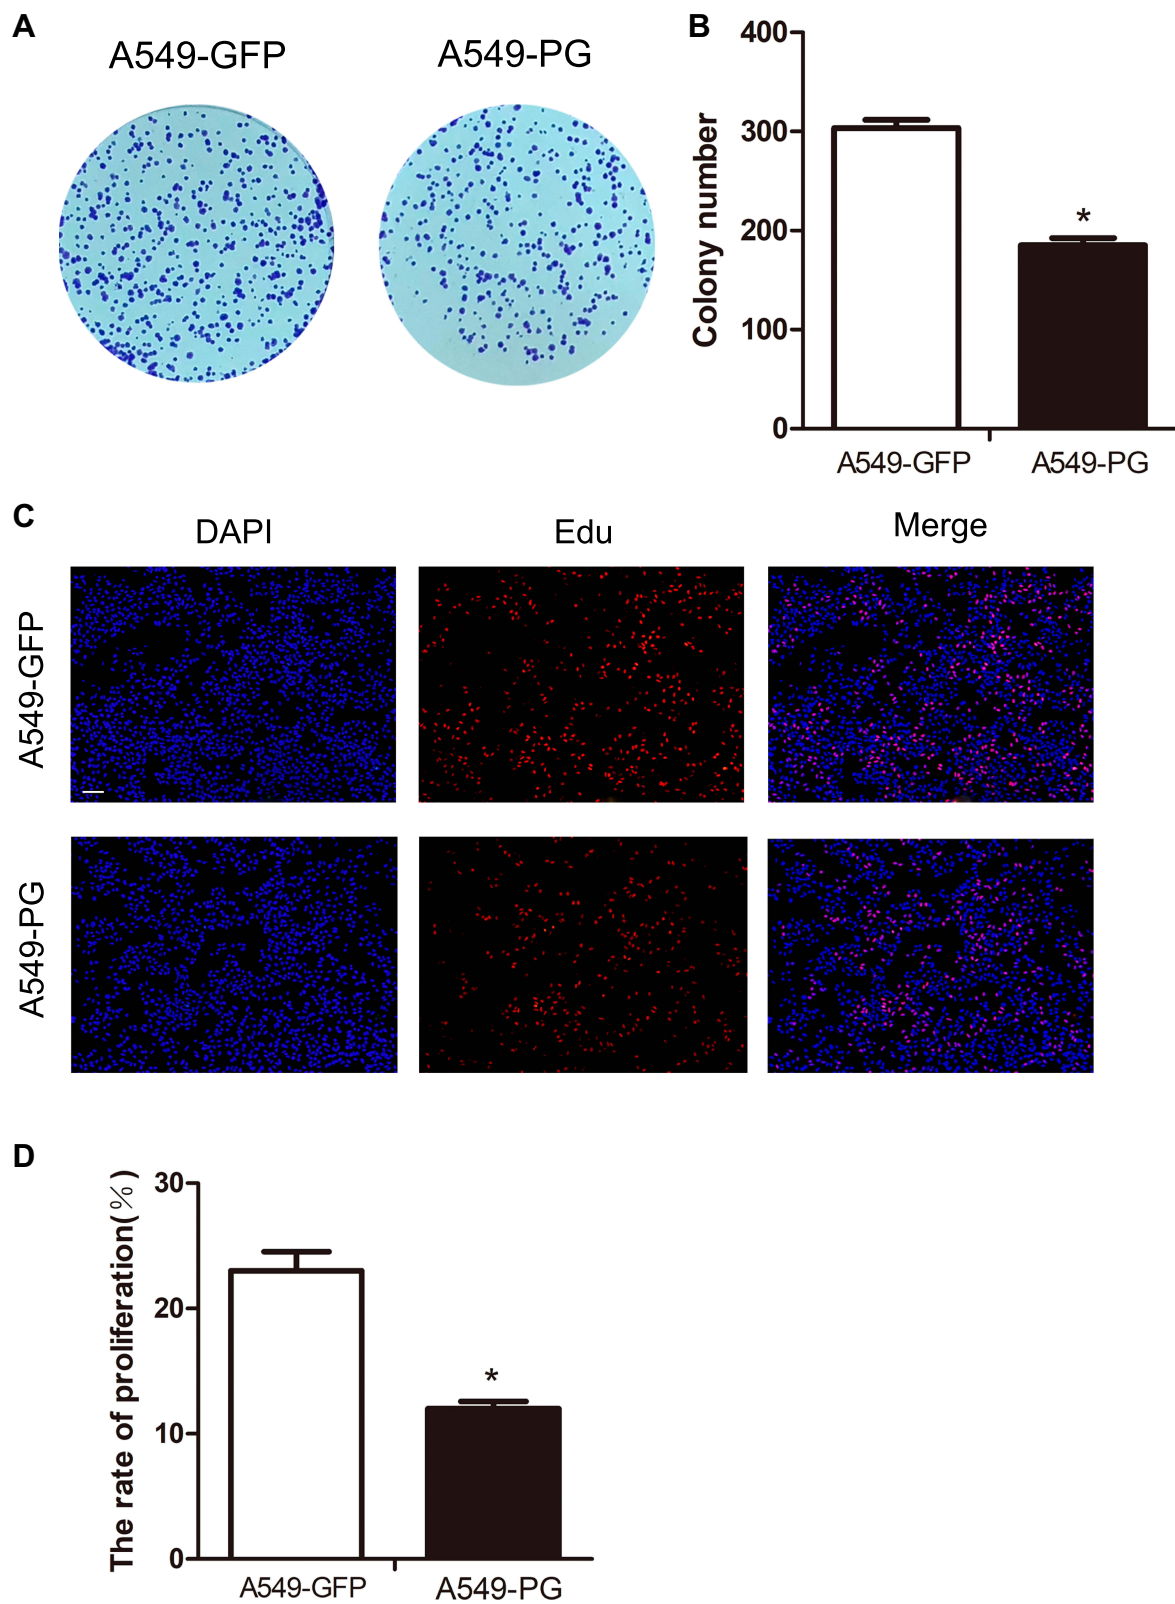 A
A549-GFP
A549-PG
B
400
300
200
100
0
Colony number
*
A549-GFP
A549-PG
C
DAPI
Edu
Merge
A549-GFP
A549-PG
D
30
20
10
0
The rate of proliferation(%)
*
A549-GFP
A549-PG